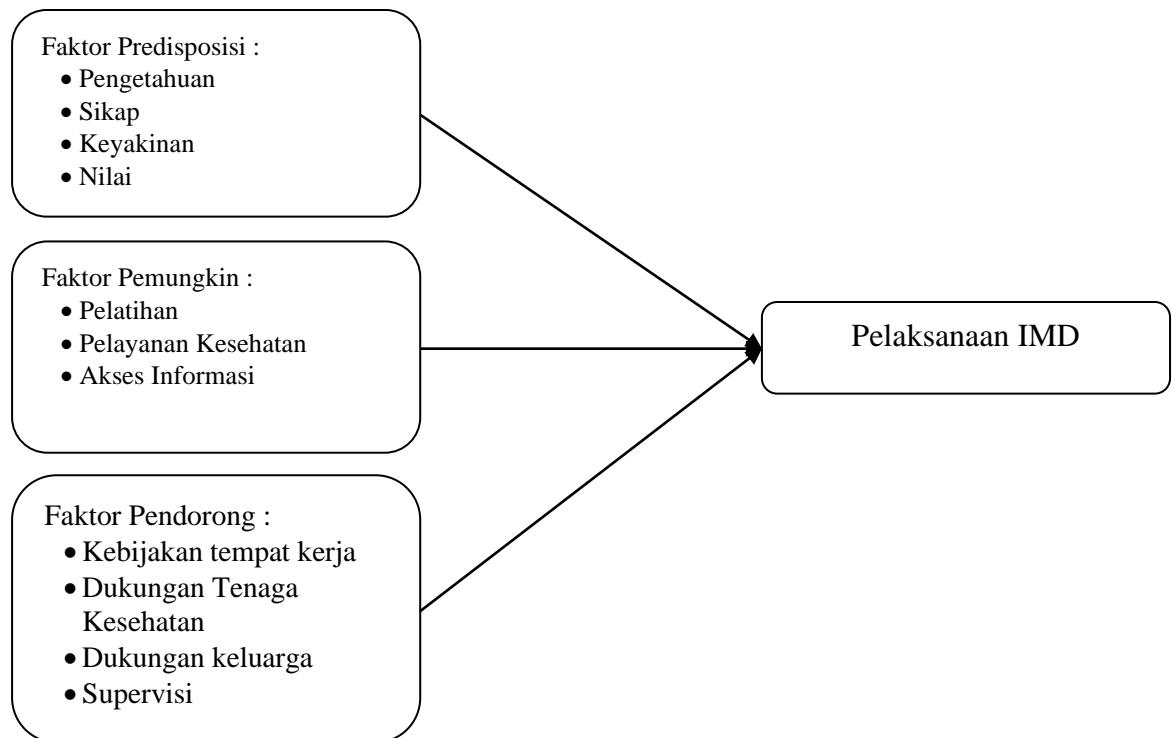 Faktor Predisposisi :
• Pengetahuan
• Sikap
• Keyakinan
• Nilai
Faktor Pemungkin :
• Pelatihan
• Pelayanan Kesehatan
• Akses Informasi
Pelaksanaan IMD
Faktor Pendorong :
• Kebijakan tempat kerja
• Dukungan Tenaga
Kesehatan
• Dukungan keluarga
• Supervisi